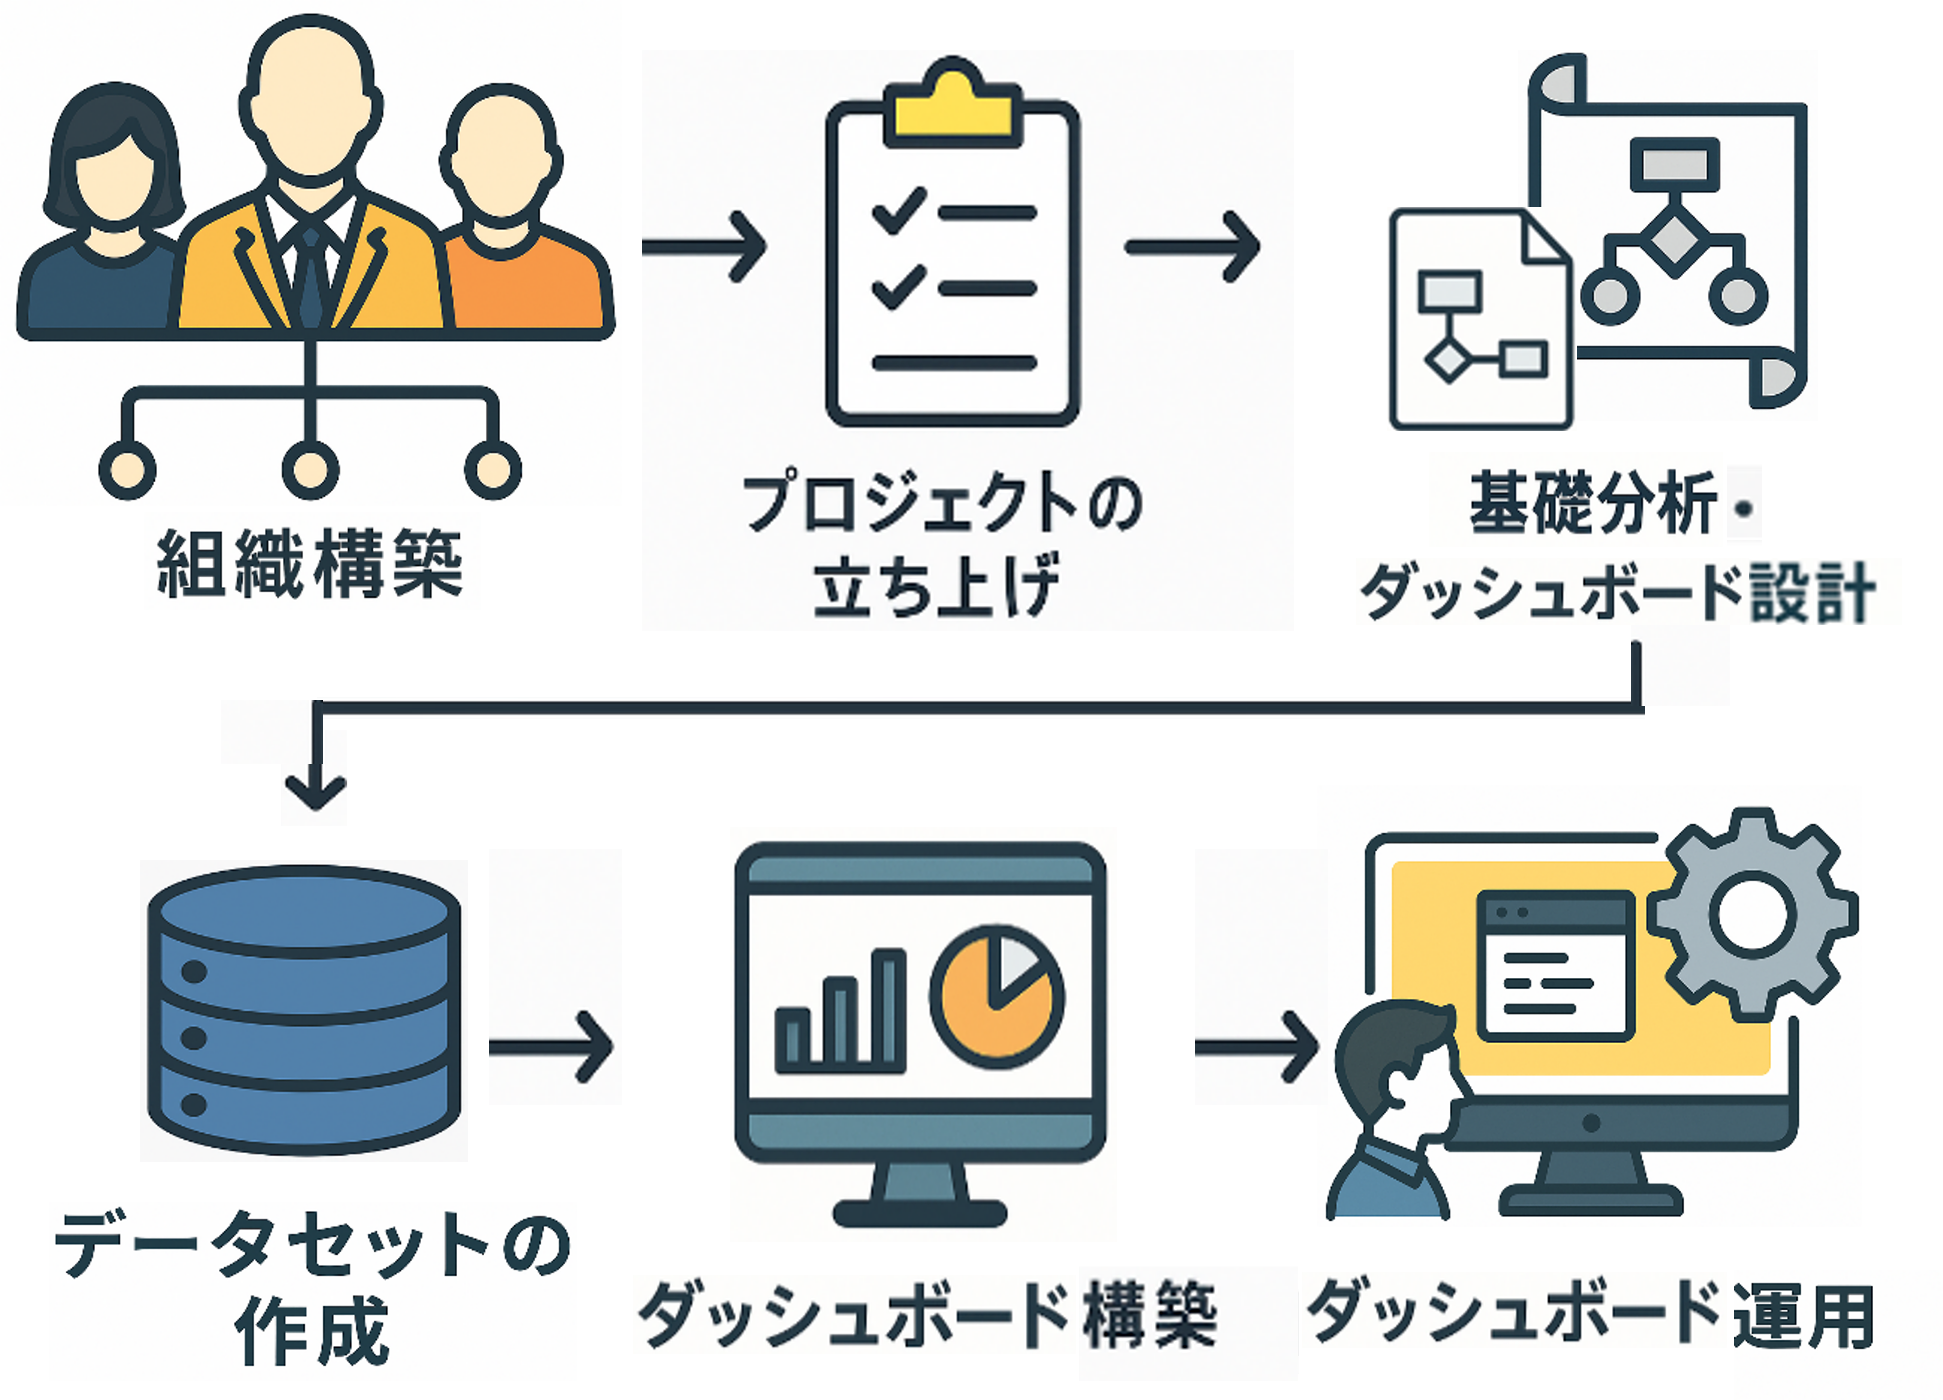 組織構築
プロジェクトの
立ち上げ
基礎分析・
ダッシュボード設計
データセットの
作成
ダッシュボード構築
ダッシュボード運用